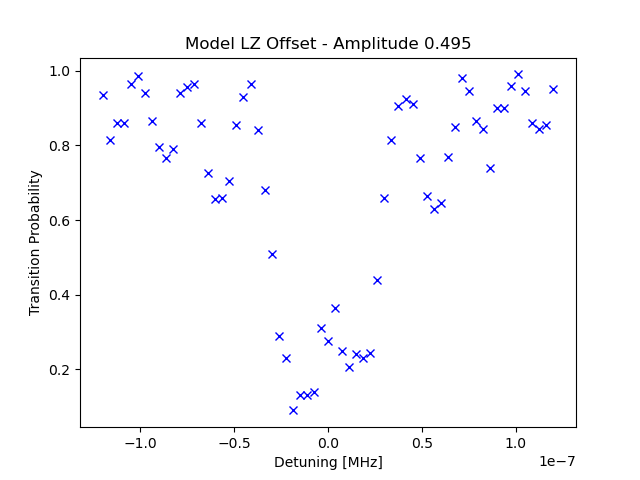 Model LZ Offset - Amplitude 0.495
1.0
0.8
0.6
0.4
0.2
Transition Probability
−1.0 −0.5 0.0 0.5 1.0
1e−7
Detuning [MHz]